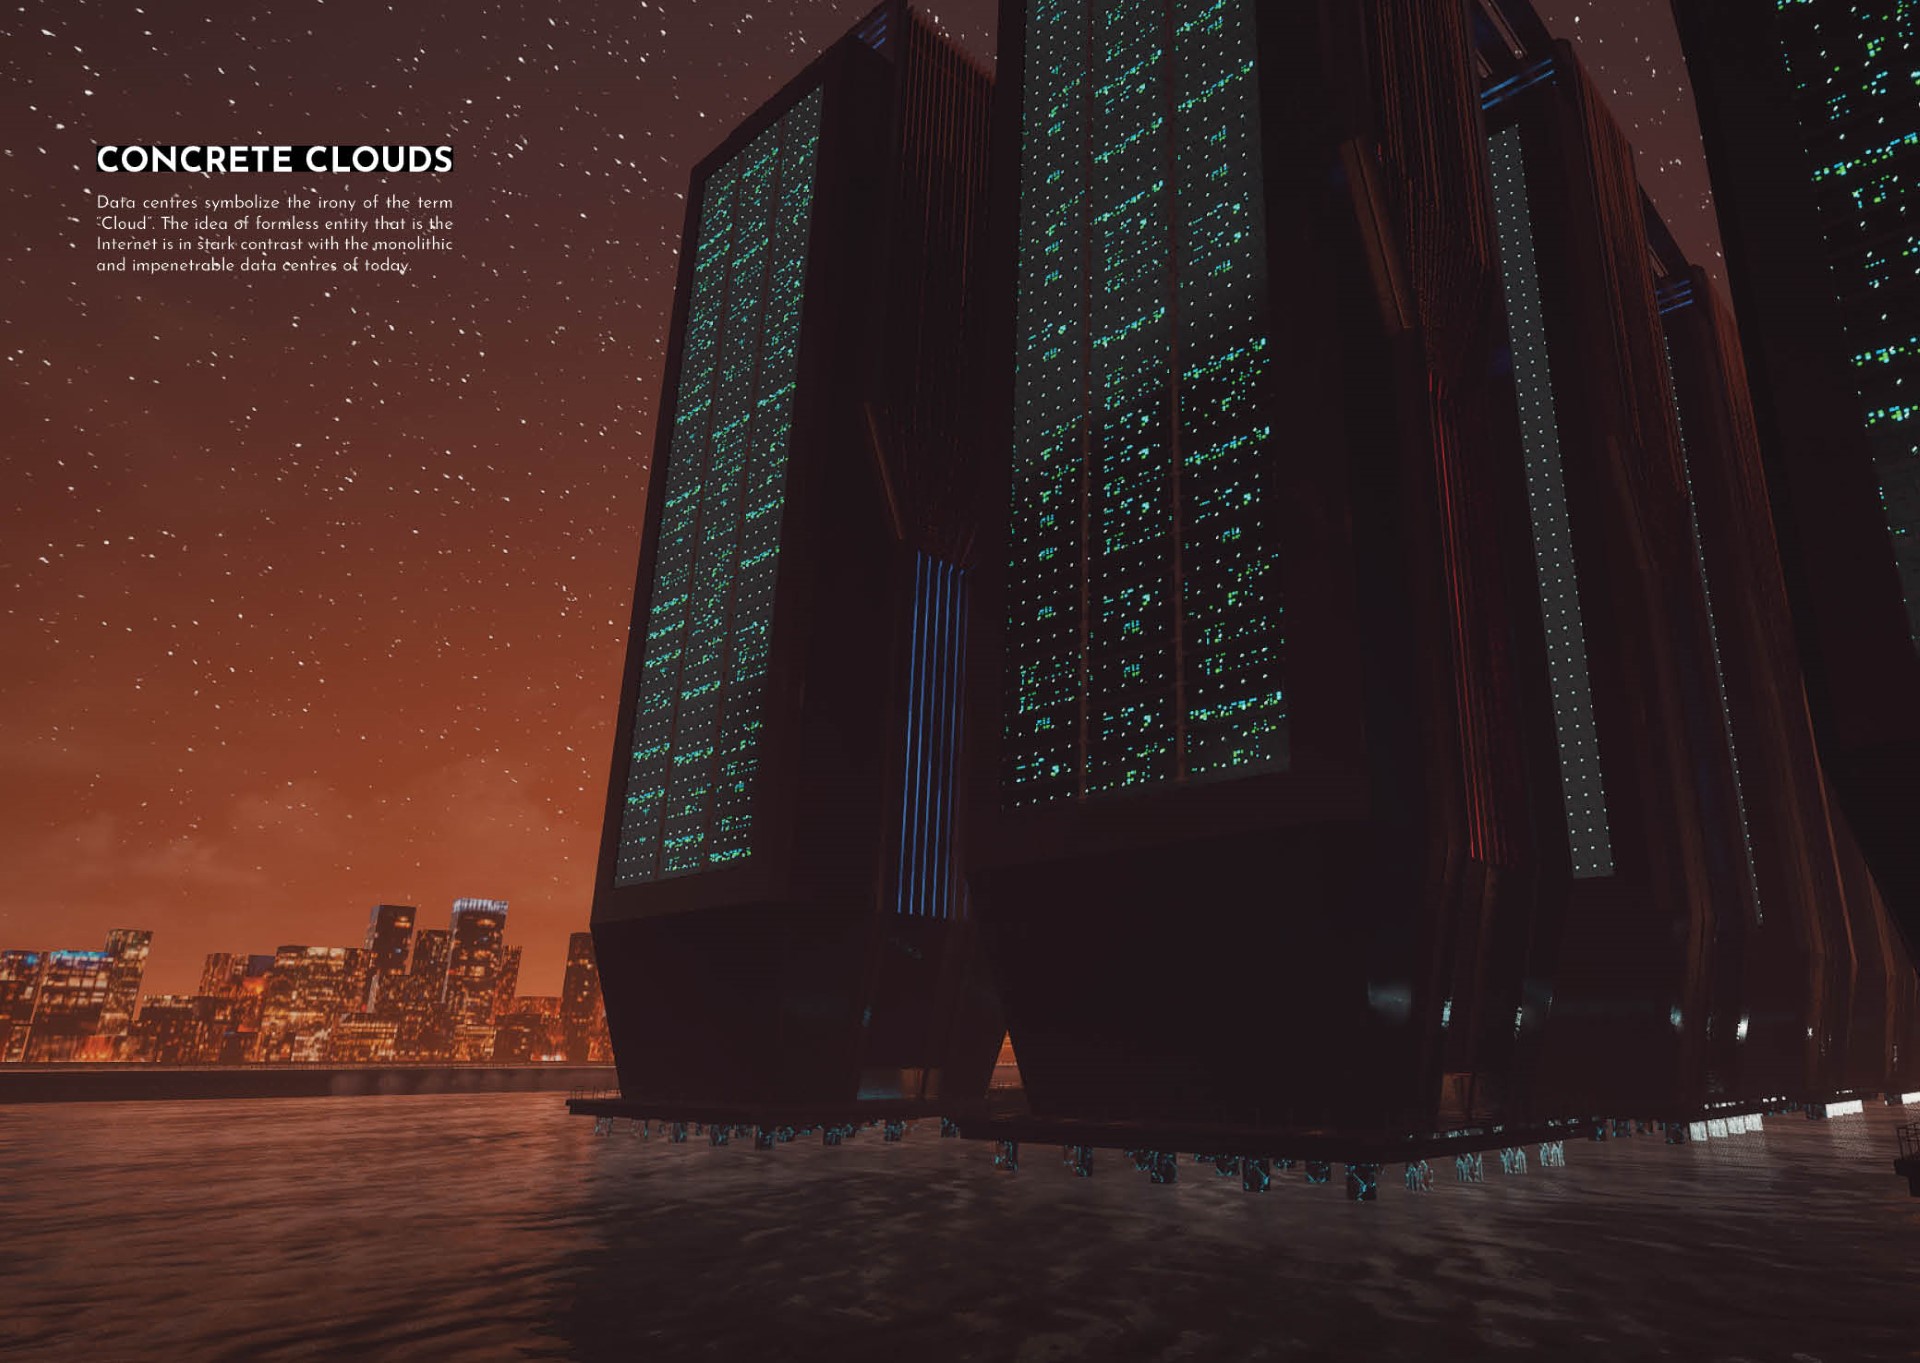 CONCRETE CLOUDS
Data centres symbolize the irony of the term
"Cloud". The idea of formless entity that is the
Internet is in stark contrast with the monolithic
and impenetrable data centres of today.